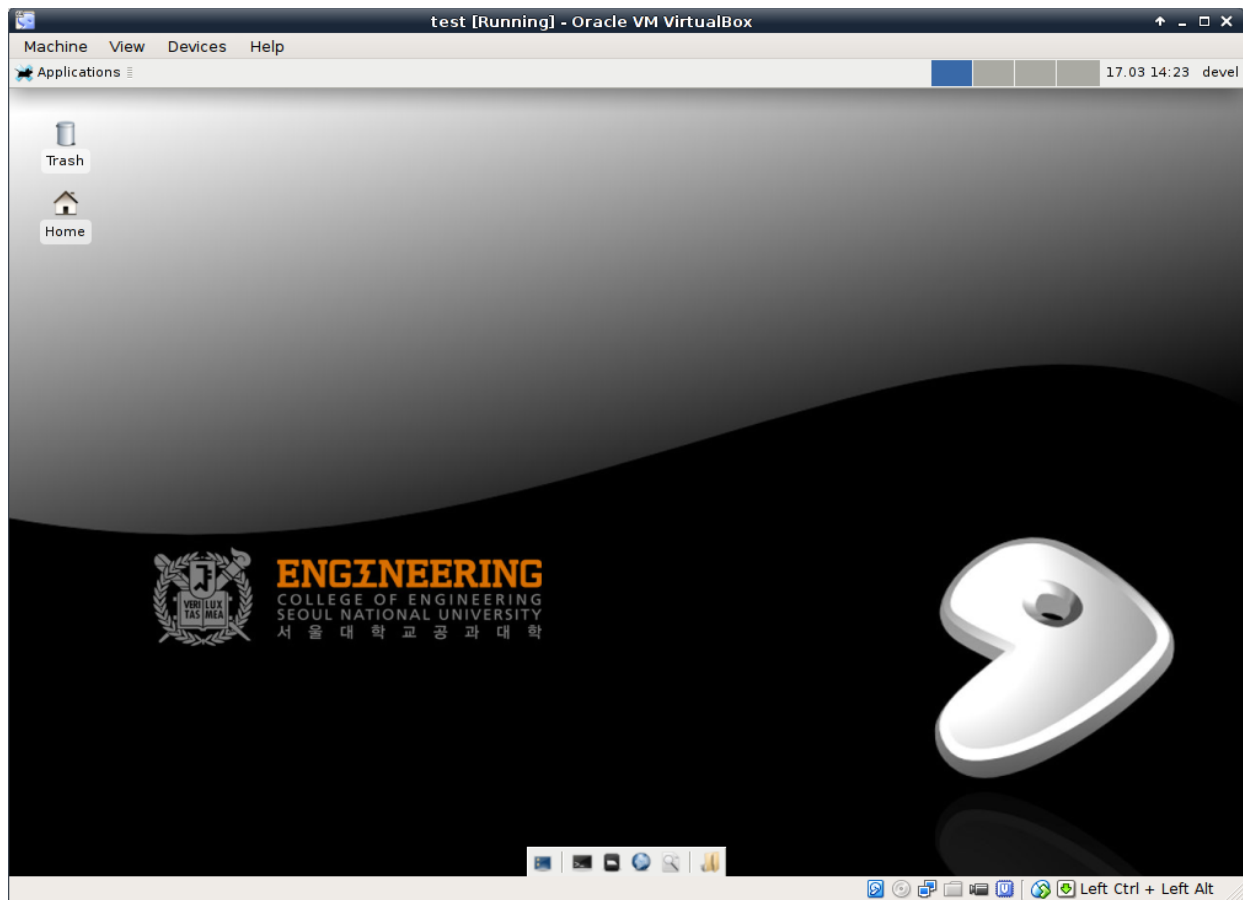 test [Running] - Oracle VM VirtualBox
Machine View Devices Help
Applications 17.03 14:23 devel
Trash
Home
VERI LUX
TAS MEA
ENGINEERING
COLLEGE OF ENGINEERING
SEOUL NATIONAL UNIVERSITY
서울대학교공과대학
Left Ctrl + Left Alt